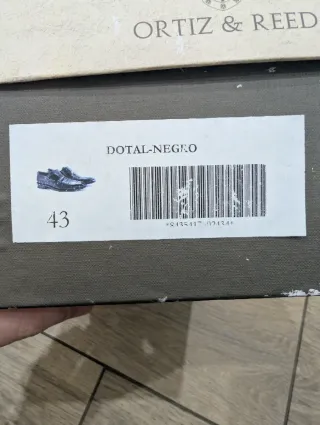 ORTIZ & REED
DOTAL-NEGRO
43